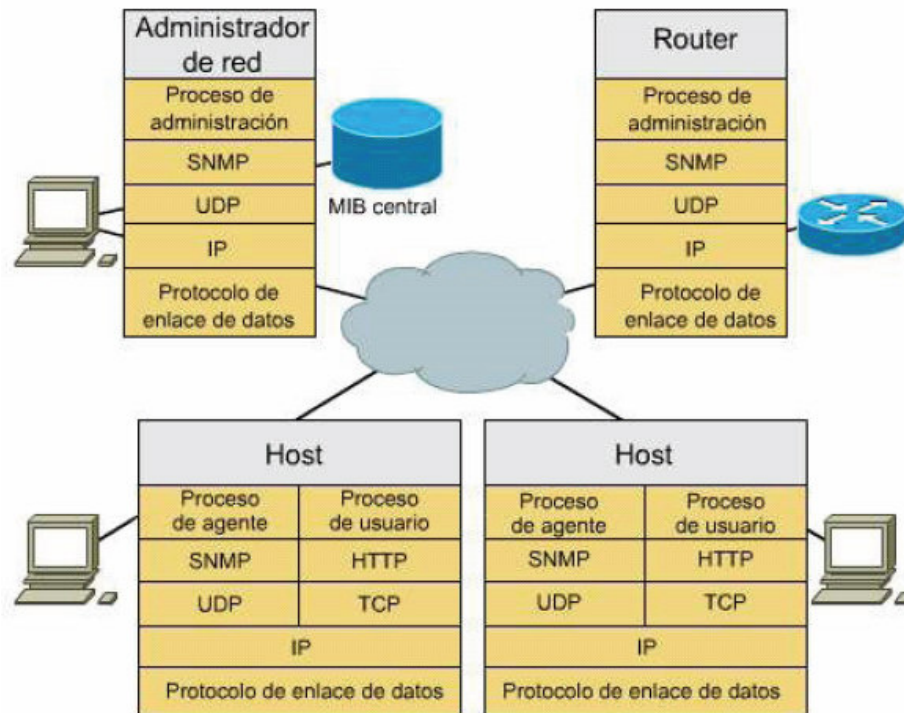 Administrador
de red
Proceso de
administración
SNMP
UDP
IP
Protocolo de
enlace de datos
MIB central
Router
Proceso de
administración
SNMP
UDP
IP
Protocolo de
enlace de datos
Host
Proceso
de agente
Proceso
de usuario
SNMP
HTTP
UDP
TCP
IP
Protocolo de enlace de datos
Host
Proceso
de agente
Proceso
de usuario
SNMP
HTTP
UDP
TCP
IP
Protocolo de enlace de datos